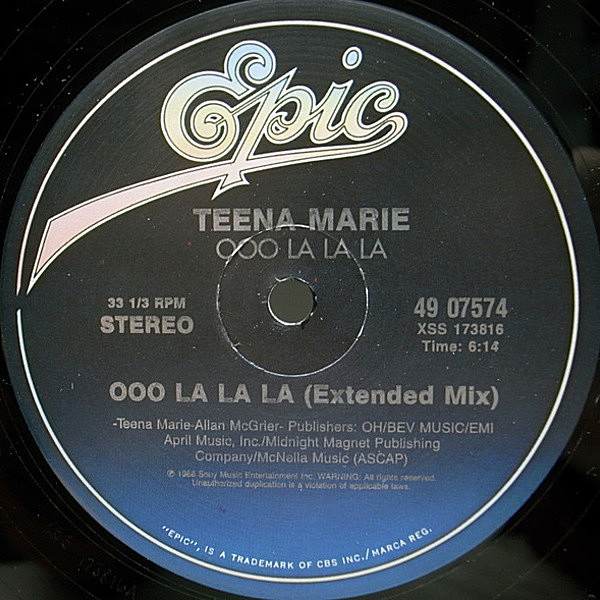 Epic
TEENA MARIE
OOO LA LA LA
33 1/3 RPM
STEREO
49 07574
XSS 173816
Time: 6:14
OOO LA LA LA (Extended Mix)
-Teena Marie-Allan McGrier- Publishers: OH/BEV MUSIC/EMI
April Music, Inc./Midnight Magnet Publishing
Company/McNella Music (ASCAP)
℗ 1988 Sony Music Entertainment Inc. WARNING: All rights reserved.
Unauthorized duplication is a violation of applicable laws.
"EPIC", IS A TRADEMARK OF CBS INC./MARCA REG.